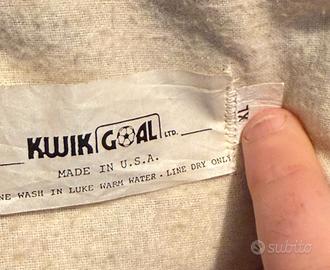 KWIK GOAL LTD.
MADE IN U.S.A.
NE WASH IN LUKE WARM WATER - LINE DRY ONLY
XL
subito